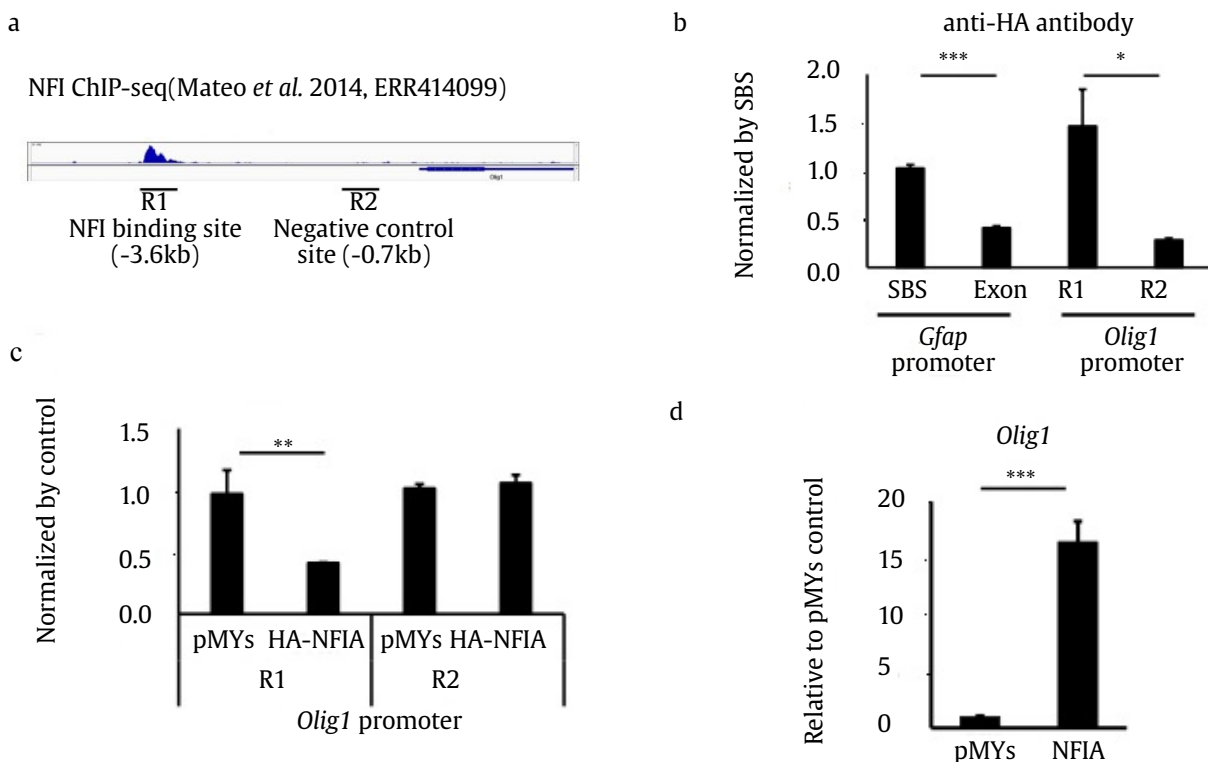 a
NFI ChIP-seq(Mateo et al. 2014, ERR414099)
Olig1
R1
R2
NFI binding site
(-3.6kb)
Negative control
site (-0.7kb)
b
anti-HA antibody
Normalized by SBS
***
*
2.0
1.5
1.0
0.5
0.0
SBS
Exon
R1
R2
Gfap
promoter
Olig1
promoter
c
Normalized by control
**
1.5
1.0
0.5
0.0
pMYs HA-NFIA
pMYs HA-NFIA
R1
R2
Olig1 promoter
d
Olig1
Relative to pMYs control
***
20
15
10
5
0
pMYs
NFIA